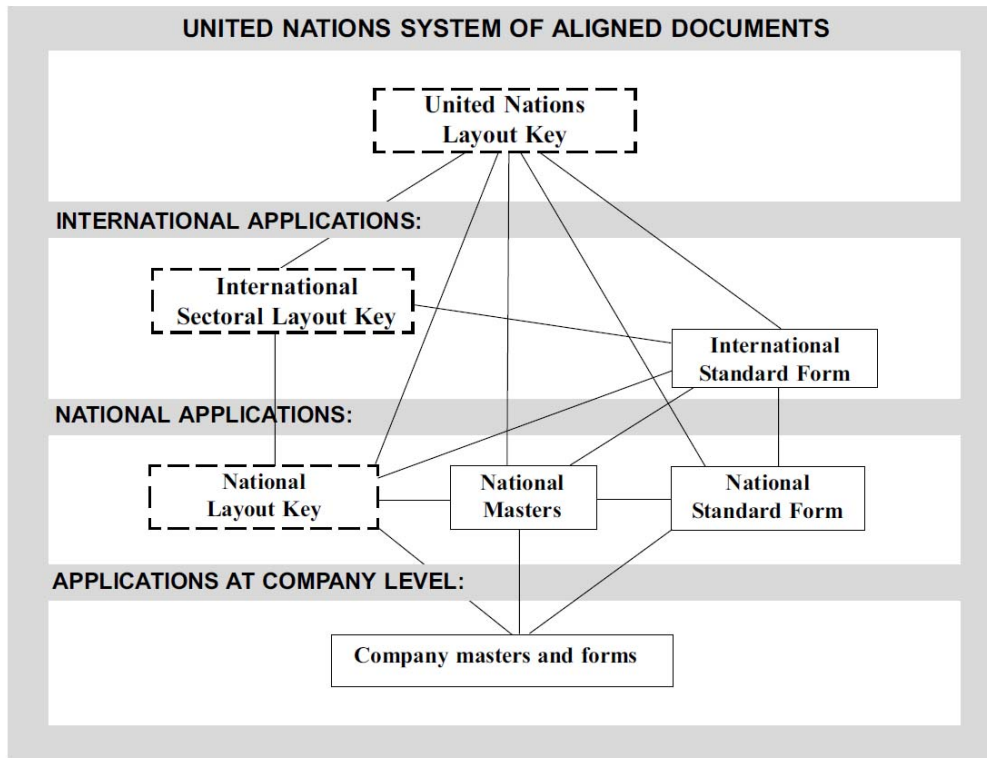 UNITED NATIONS SYSTEM OF ALIGNED DOCUMENTS
United Nations
Layout Key
INTERNATIONAL APPLICATIONS:
International
Sectoral Layout Key
International
Standard Form
NATIONAL APPLICATIONS:
National
Layout Key
National
Masters
National
Standard Form
APPLICATIONS AT COMPANY LEVEL:
Company masters and forms